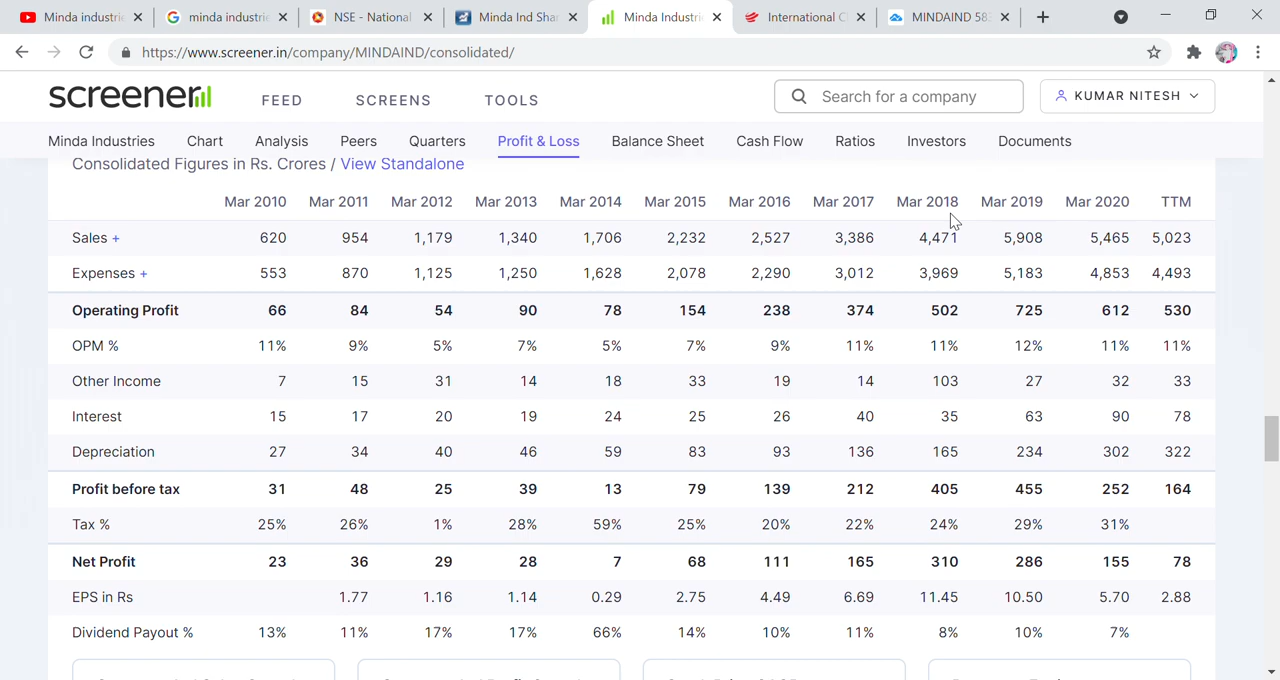 Minda industrie
minda industrie
NSE - National
Minda Ind Shar
Minda Industrie
International C
MINDAIND 583
https://www.screener.in/company/MINDAIND/consolidated/
screener
FEED SCREENS TOOLS
Search for a company
KUMAR NITESH
Minda Industries Chart Analysis Peers Quarters Profit & Loss Balance Sheet Cash Flow Ratios Investors Documents
Consolidated Figures in Rs. Crores / View Standalone
Mar 2010 Mar 2011 Mar 2012 Mar 2013 Mar 2014 Mar 2015 Mar 2016 Mar 2017 Mar 2018 Mar 2019 Mar 2020 TTM
Sales + 620 954 1,179 1,340 1,706 2,232 2,527 3,386 4,471 5,908 5,465 5,023
Expenses + 553 870 1,125 1,250 1,628 2,078 2,290 3,012 3,969 5,183 4,853 4,493
Operating Profit 66 84 54 90 78 154 238 374 502 725 612 530
OPM % 11% 9% 5% 7% 5% 7% 9% 11% 11% 12% 11% 11%
Other Income 7 15 31 14 18 33 19 14 103 27 32 33
Interest 15 17 20 19 24 25 26 40 35 63 90 78
Depreciation 27 34 40 46 59 83 93 136 165 234 302 322
Profit before tax 31 48 25 39 13 79 139 212 405 455 252 164
Tax % 25% 26% 1% 28% 59% 25% 20% 22% 24% 29% 31%
Net Profit 23 36 29 28 7 68 111 165 310 286 155 78
EPS in Rs 1.77 1.16 1.14 0.29 2.75 4.49 6.69 11.45 10.50 5.70 2.88
Dividend Payout % 13% 11% 17% 17% 66% 14% 10% 11% 8% 10% 7%